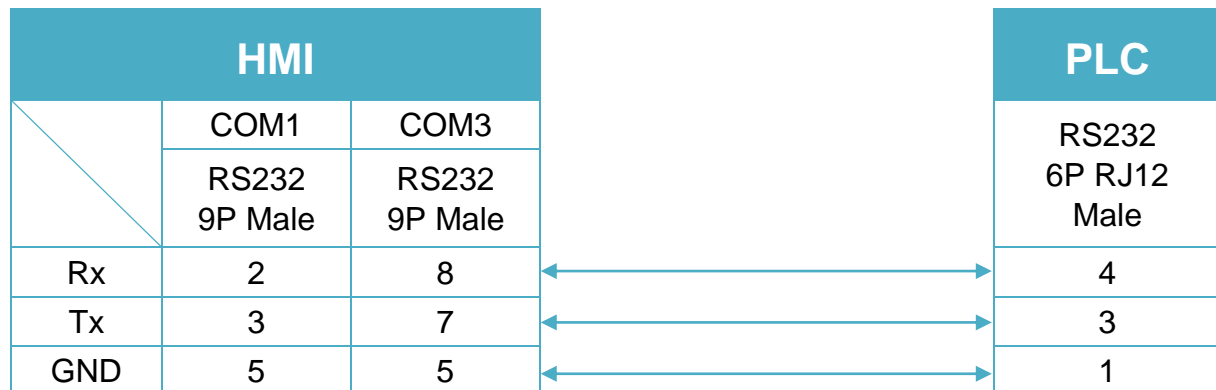 HMI PLC
COM1 COM3
RS232
6P RJ12
Male
RS232 RS232
9P Male 9P Male
Rx 2 8 4
Tx 3 7 3
GND 5 5 1